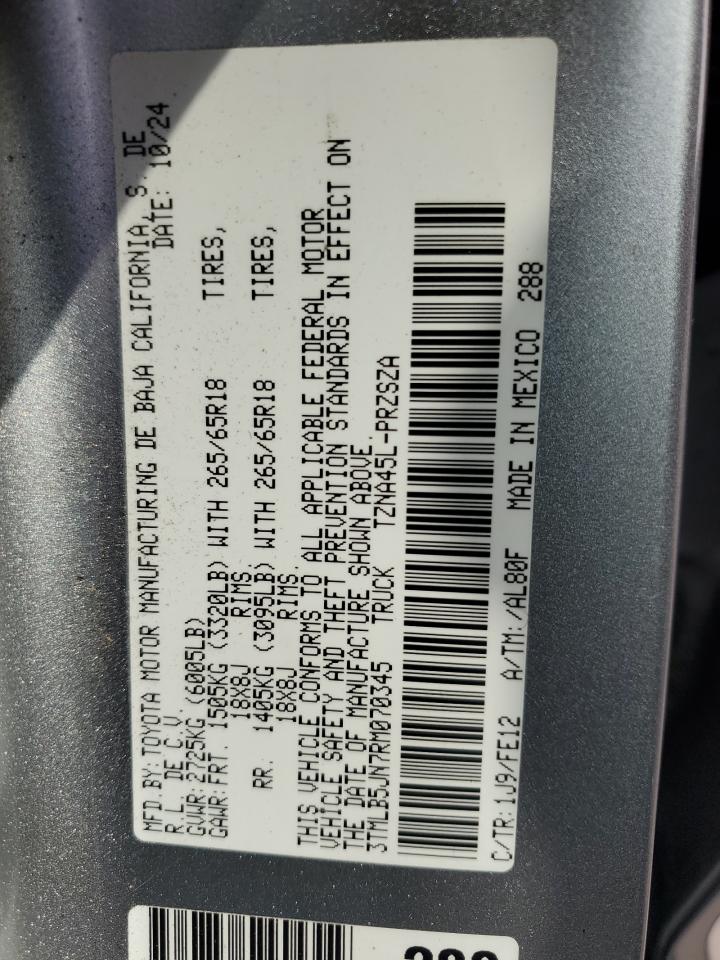 MFD.BY: TOYOTA MOTOR MANUFACTURING DE BAJA CALIFORNIA, S. DE
R.L. DE C.V. DATE: 10/24
GVWR: 2725KG (6005LB)
GAWR: FRT. 1505KG (3320LB) WITH 265/65R18 TIRES,
18X8J RIMS
RR. 1405KG (3095LB) WITH 265/65R18 TIRES,
18X8J RIMS.
THIS VEHICLE CONFORMS TO ALL APPLICABLE FEDERAL MOTOR
VEHICLE SAFETY AND THEFT PREVENTION STANDARDS IN EFFECT ON
THE DATE OF MANUFACTURE SHOWN ABOVE.
3TMLB5JN7RM070345 TRUCK TZNA45L-PRZSZA
C/TR: 1J9/FE12 A/TM: /AL80F MADE IN MEXICO 288